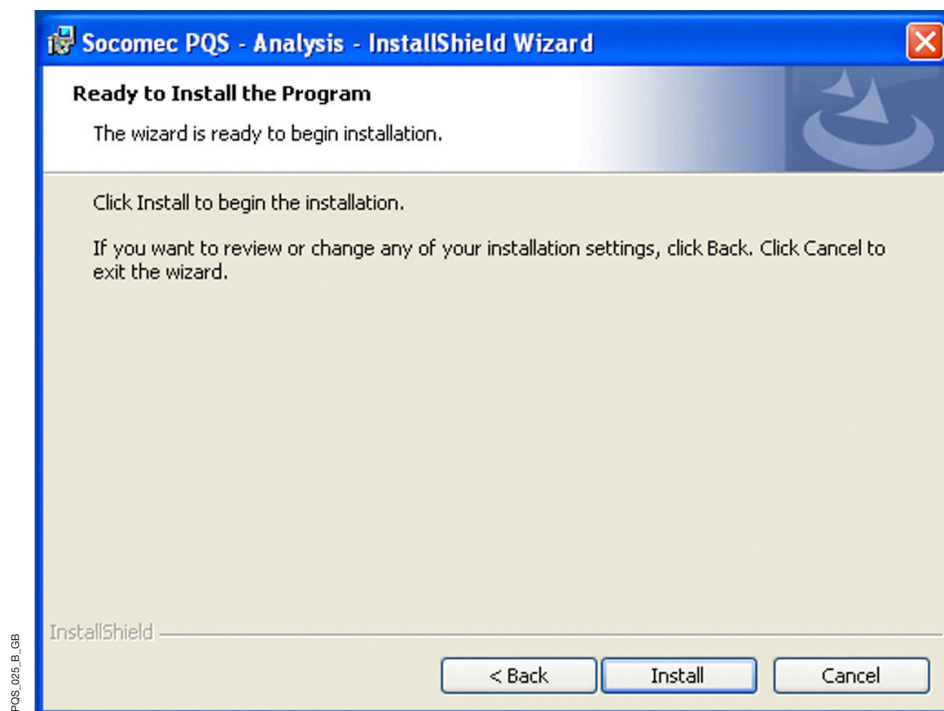 Socomec PQS - Analysis - InstallShield Wizard
Ready to Install the Program
The wizard is ready to begin installation.
Click Install to begin the installation.
If you want to review or change any of your installation settings, click Back. Click Cancel to
exit the wizard.
InstallShield
< Back
Install
Cancel
PQS_025_B_GB